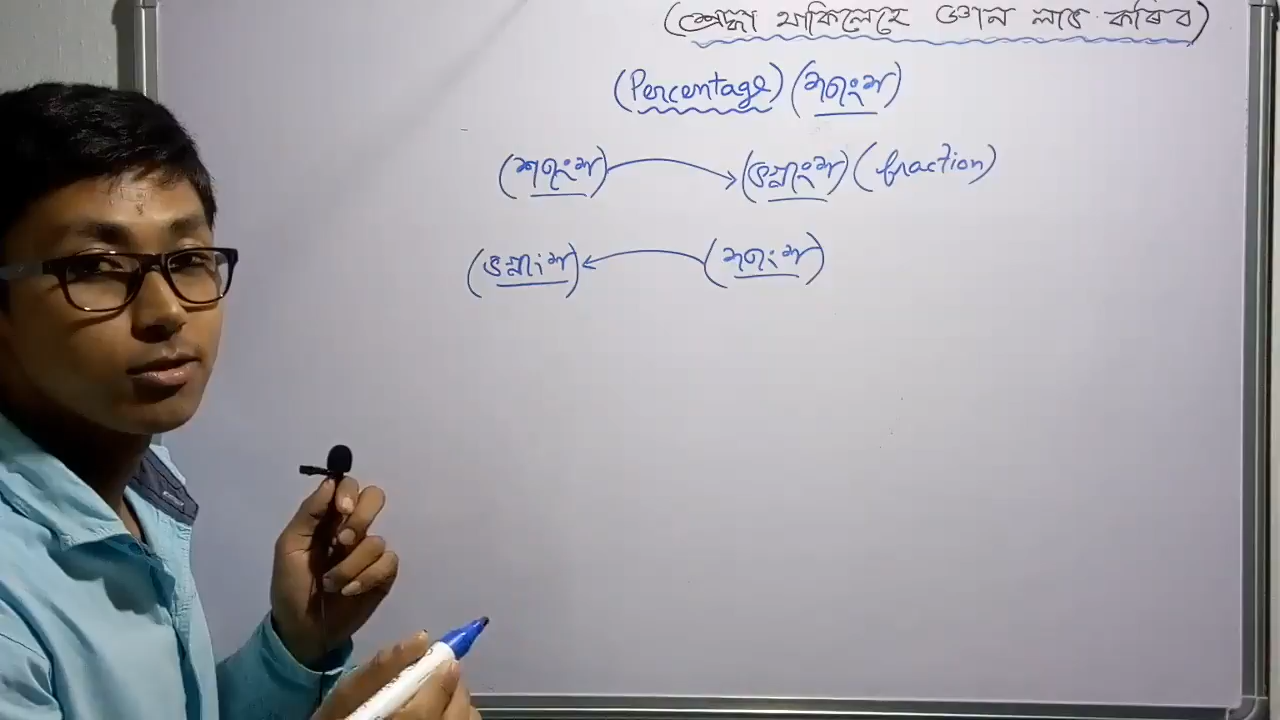 (শ্ৰদ্ধা থাকিলেহে জ্ঞান লাভ কৰিব)
(Percentage) (শতাংশ)
(শতাংশ) → (ভগ্নাংশ) (fraction)
(ভগ্নাংশ) ← (শতাংশ)